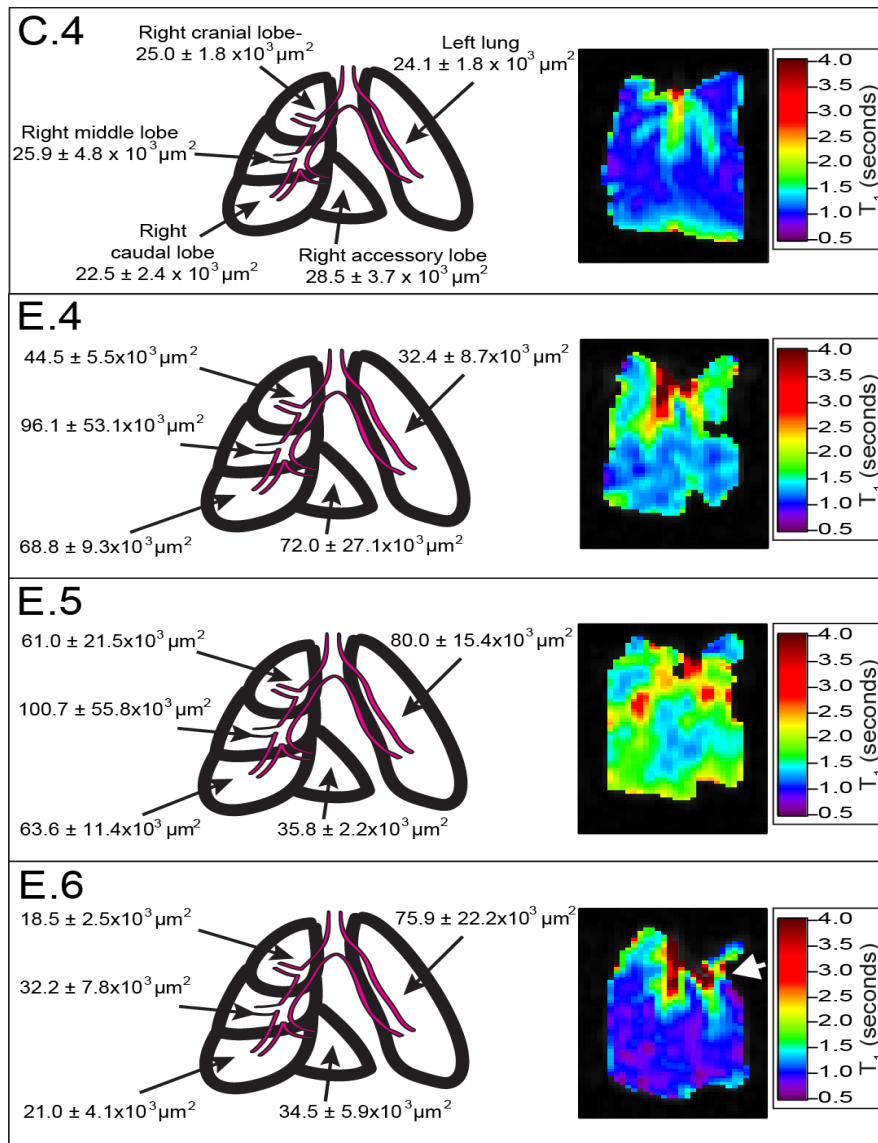 C.4
Right cranial lobe-
25.0 ± 1.8 x10³ µm²
Left lung
24.1 ± 1.8 x 10³ µm²
Right middle lobe
25.9 ± 4.8 x 10³ µm²
Right
caudal lobe
22.5 ± 2.4 x 10³ µm²
Right accessory lobe
28.5 ± 3.7 x 10³ µm²
4.0
3.5
3.0
2.5
2.0
1.5
1.0
0.5
T₁ (seconds)
E.4
44.5 ± 5.5x10³ µm²
32.4 ± 8.7x10³ µm²
96.1 ± 53.1x10³ µm²
68.8 ± 9.3x10³ µm²
72.0 ± 27.1x10³ µm²
4.0
3.5
3.0
2.5
2.0
1.5
1.0
0.5
T₁ (seconds)
E.5
61.0 ± 21.5x10³ µm²
80.0 ± 15.4x10³ µm²
100.7 ± 55.8x10³ µm²
63.6 ± 11.4x10³ µm²
35.8 ± 2.2x10³ µm²
4.0
3.5
3.0
2.5
2.0
1.5
1.0
0.5
T₁ (seconds)
E.6
18.5 ± 2.5x10³ µm²
75.9 ± 22.2x10³ µm²
32.2 ± 7.8x10³ µm²
21.0 ± 4.1x10³ µm²
34.5 ± 5.9x10³ µm²
4.0
3.5
3.0
2.5
2.0
1.5
1.0
0.5
T₁ (seconds)